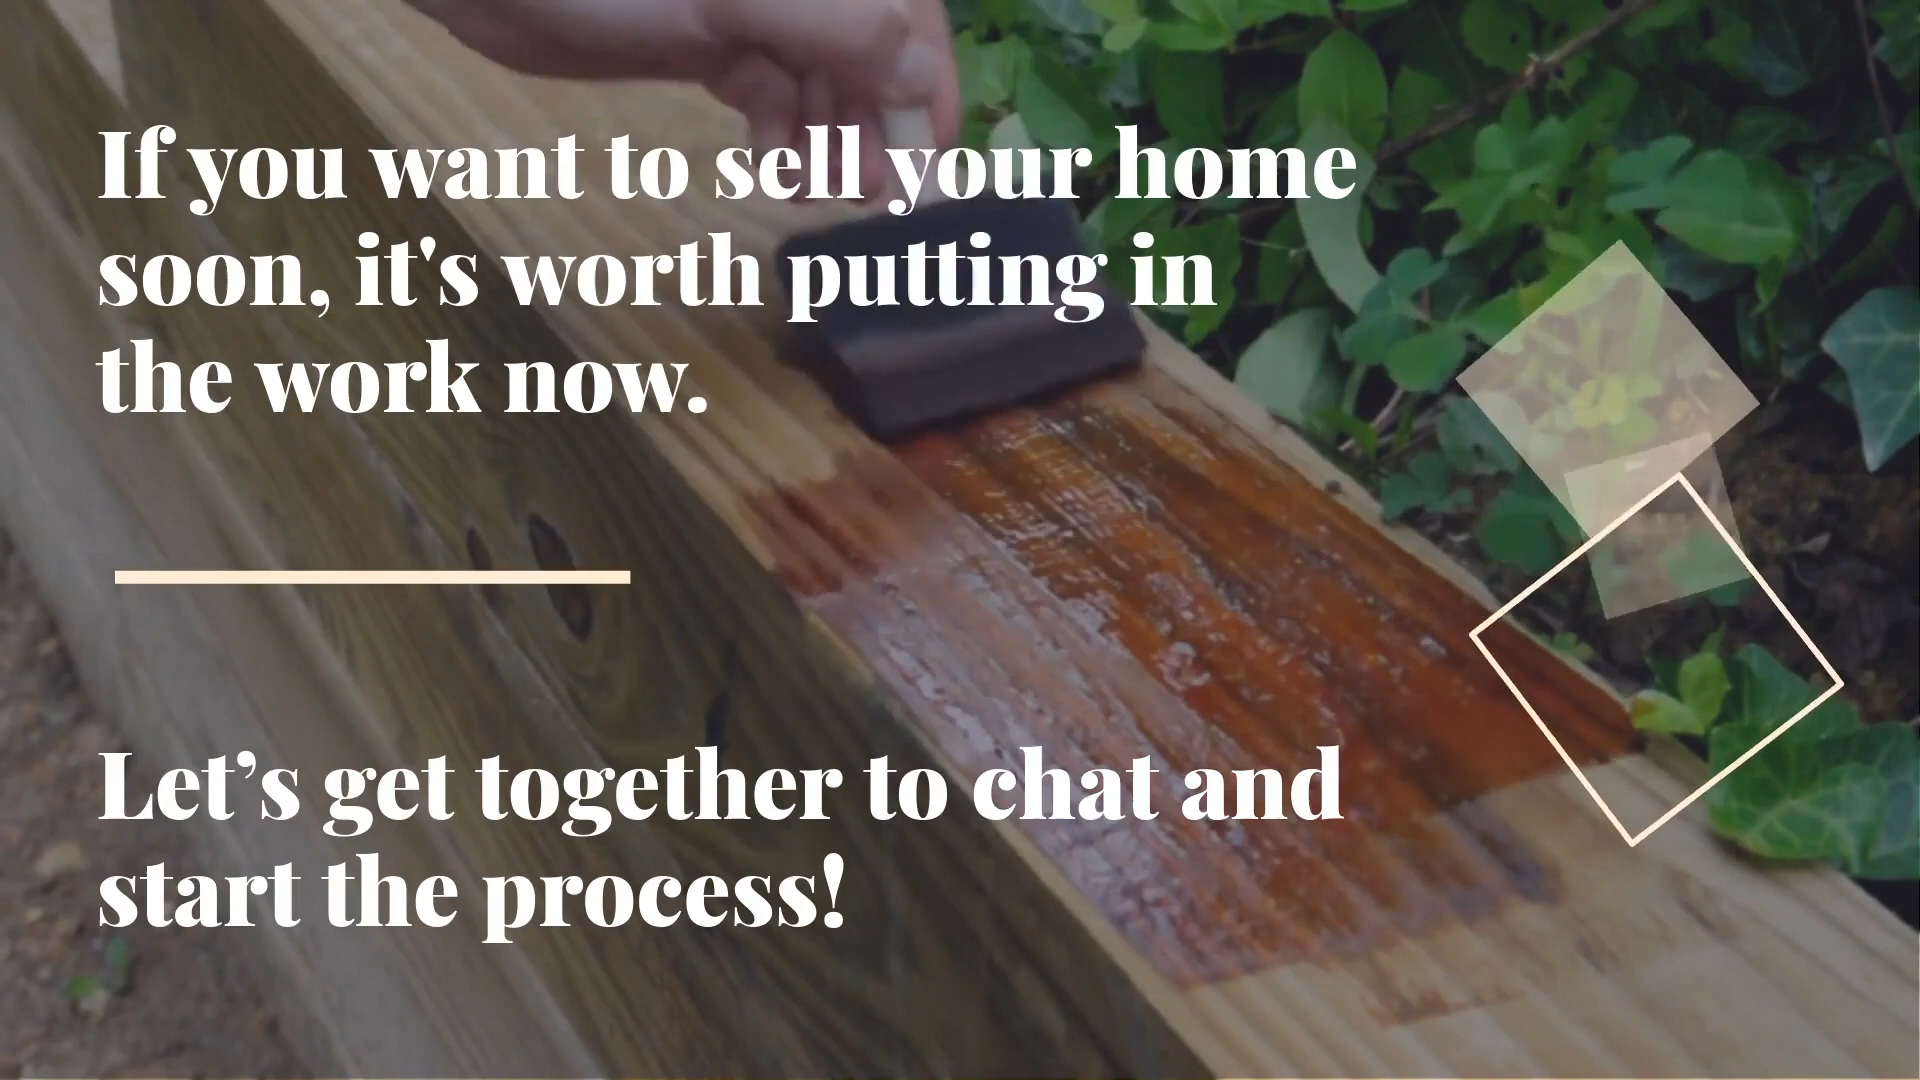 If you want to sell your home
soon, it's worth putting in
the work now.
Let’s get together to chat and
start the process!